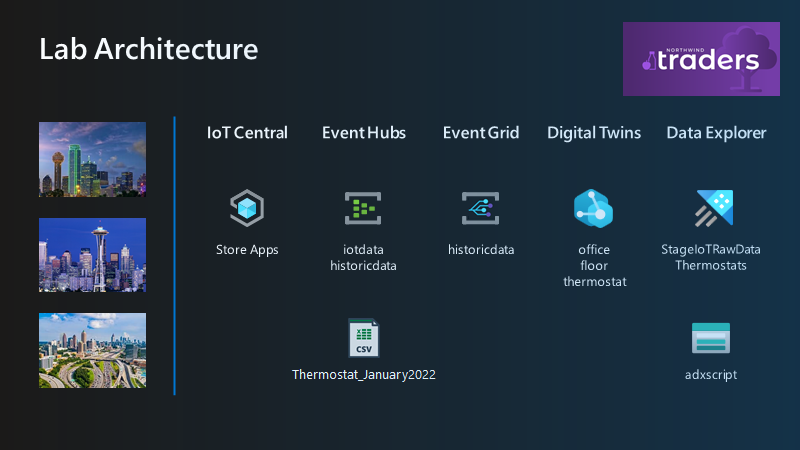 Lab Architecture
NORTHWIND
traders
IoT Central
Event Hubs
Event Grid
Digital Twins
Data Explorer
Store Apps
iotdata
historicdata
historicdata
office
floor
thermostat
StageIoTRawData
Thermostats
CSV
Thermostat_January2022
adxscript